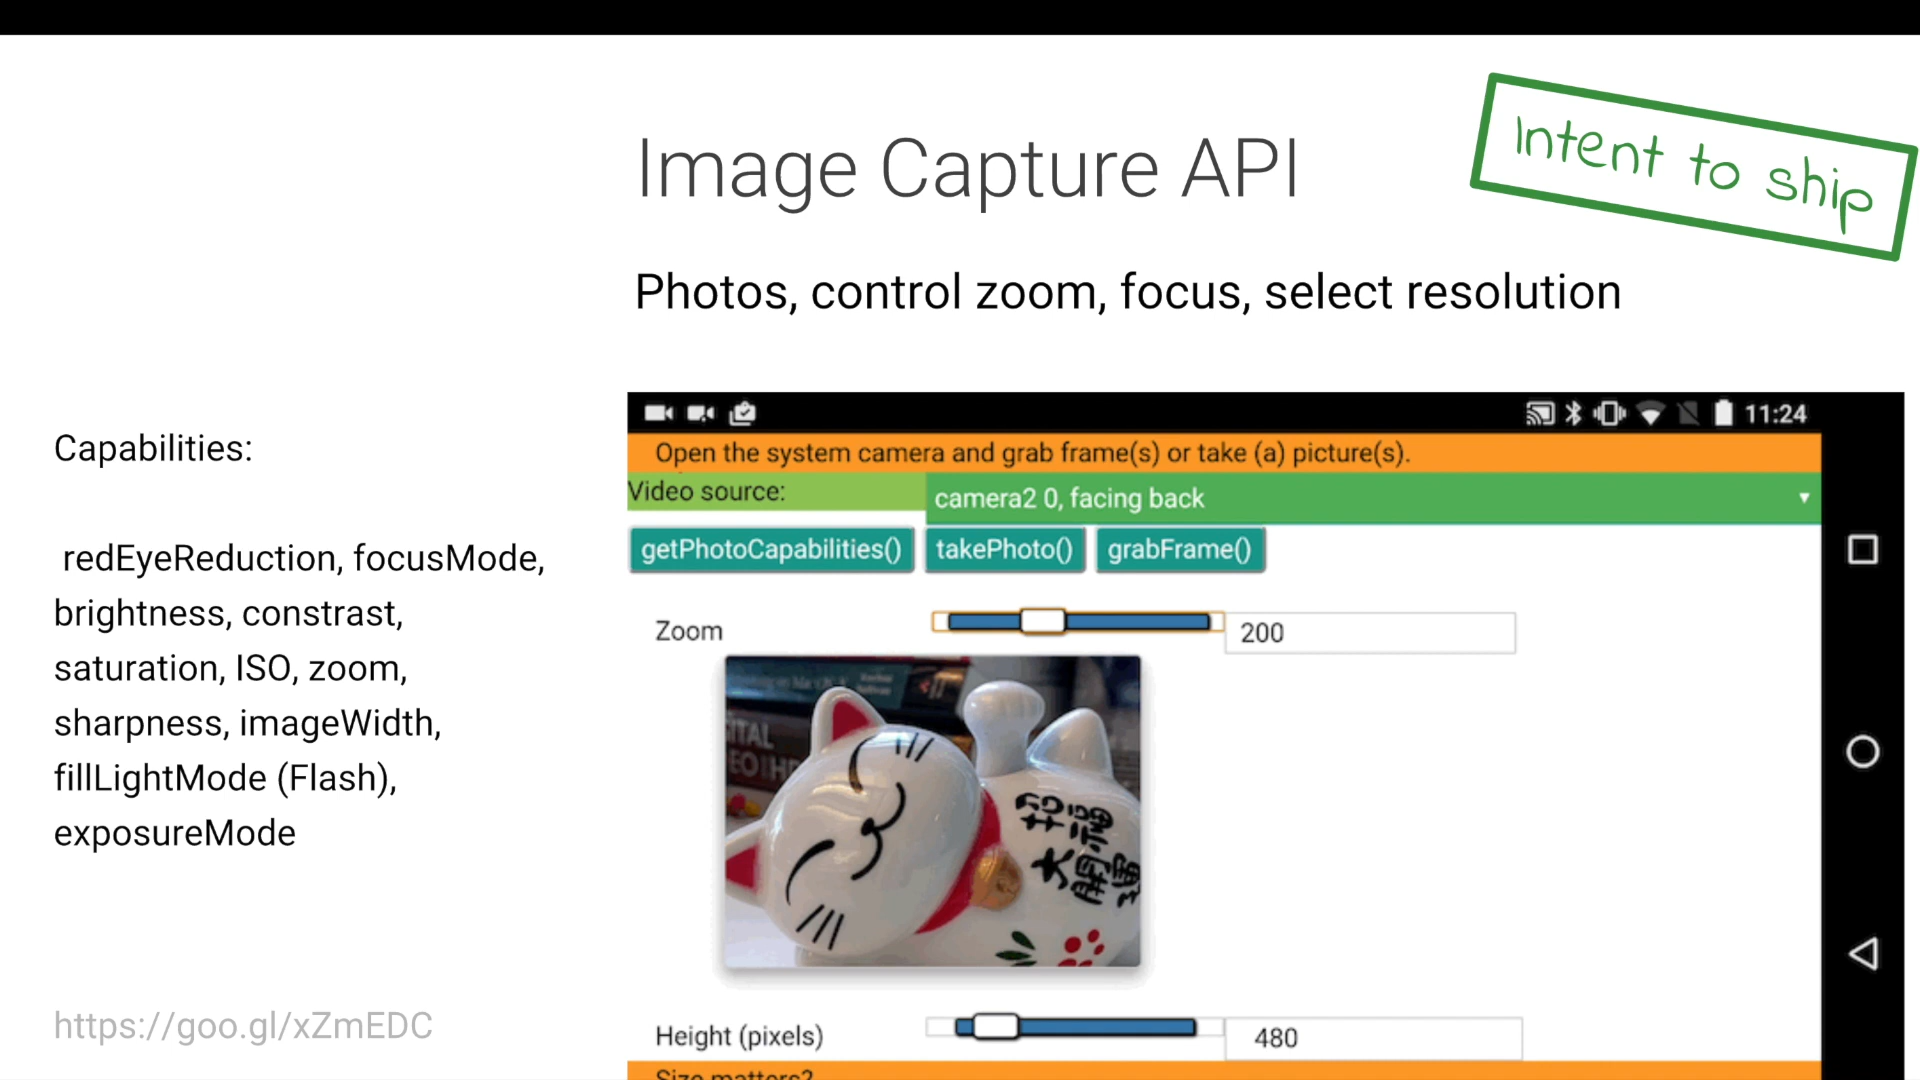 Image Capture API
Intent to ship
Photos, control zoom, focus, select resolution
Capabilities:
redEyeReduction, focusMode,
brightness, constrast,
saturation, ISO, zoom,
sharpness, imageWidth,
fillLightMode (Flash),
exposureMode
https://goo.gl/xZmEDC
11:24
Open the system camera and grab frame(s) or take (a) picture(s).
Video source: camera2 0, facing back
getPhotoCapabilities() takePhoto() grabFrame()
Zoom 200
招福
大開運
Height (pixels) 480
Size matters?